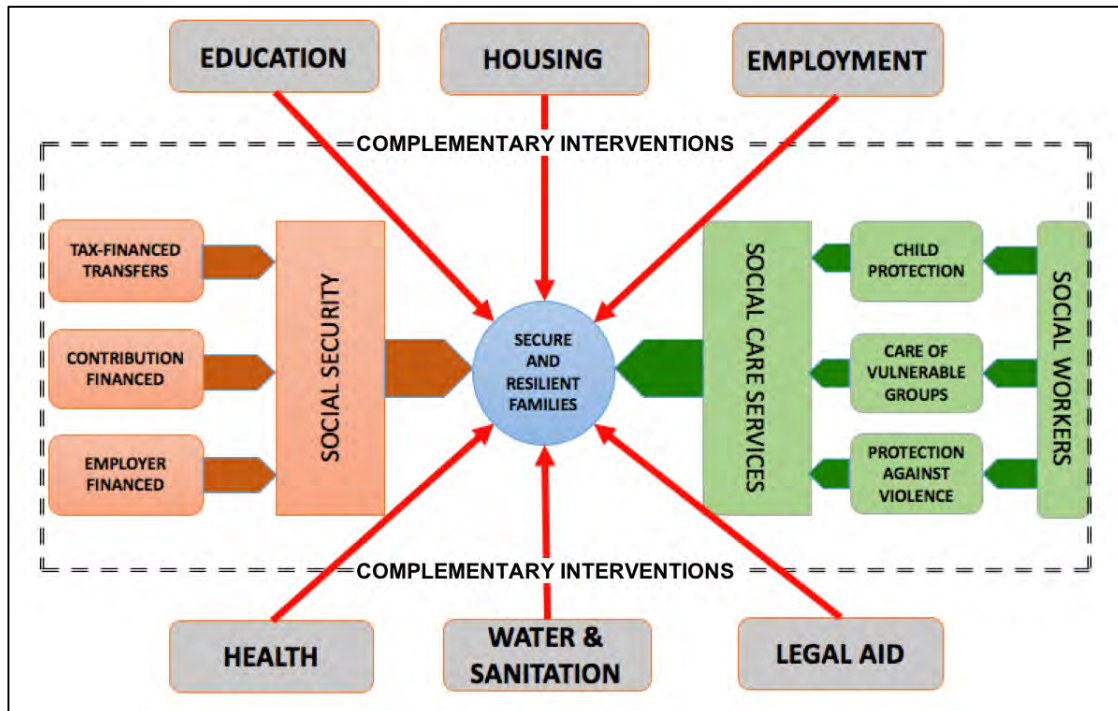 EDUCATION
HOUSING
EMPLOYMENT
COMPLEMENTARY INTERVENTIONS
TAX-FINANCED
TRANSFERS
CONTRIBUTION
FINANCED
EMPLOYER
FINANCED
SOCIAL SECURITY
SECURE
AND
RESILIENT
FAMILIES
SOCIAL CARE SERVICES
CHILD
PROTECTION
CARE OF
VULNERABLE
GROUPS
PROTECTION
AGAINST
VIOLENCE
SOCIAL WORKERS
COMPLEMENTARY INTERVENTIONS
HEALTH
WATER &
SANITATION
LEGAL AID